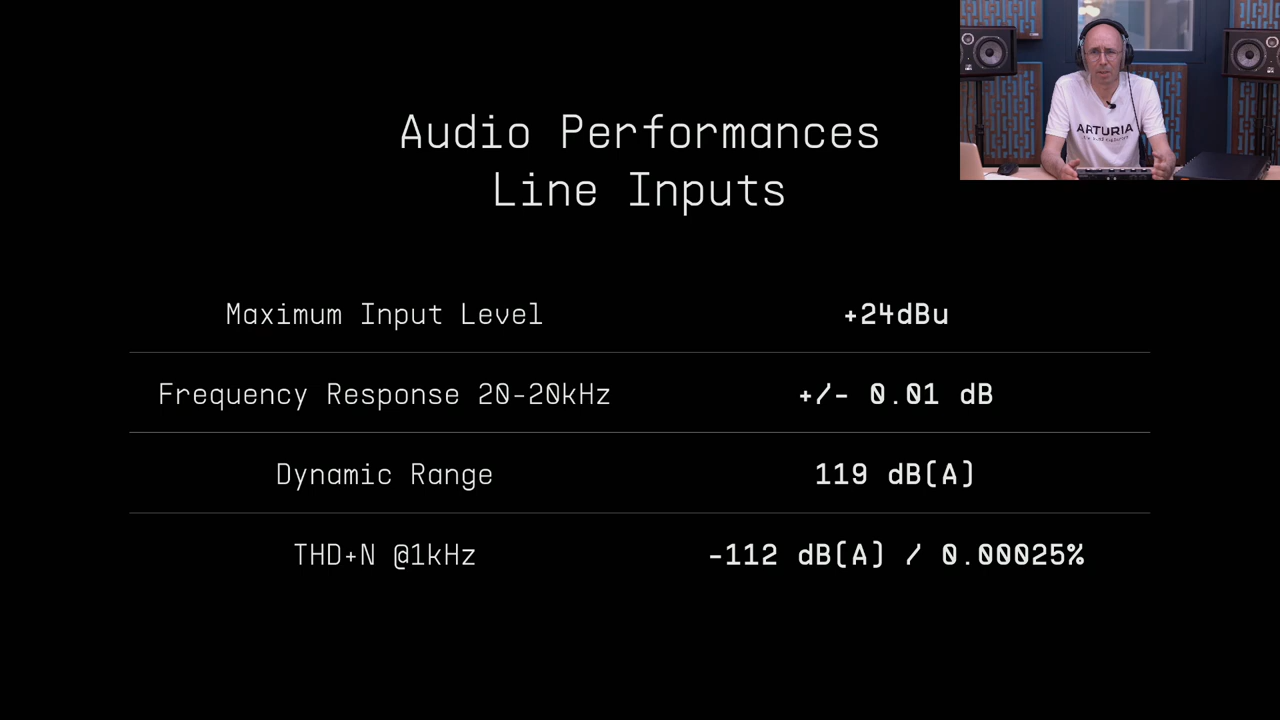 Audio Performances
Line Inputs
Maximum Input Level +24dBu
Frequency Response 20-20kHz +/- 0.01 dB
Dynamic Range 119 dB(A)
THD+N @1kHz -112 dB(A) / 0.00025%
ARTURIA